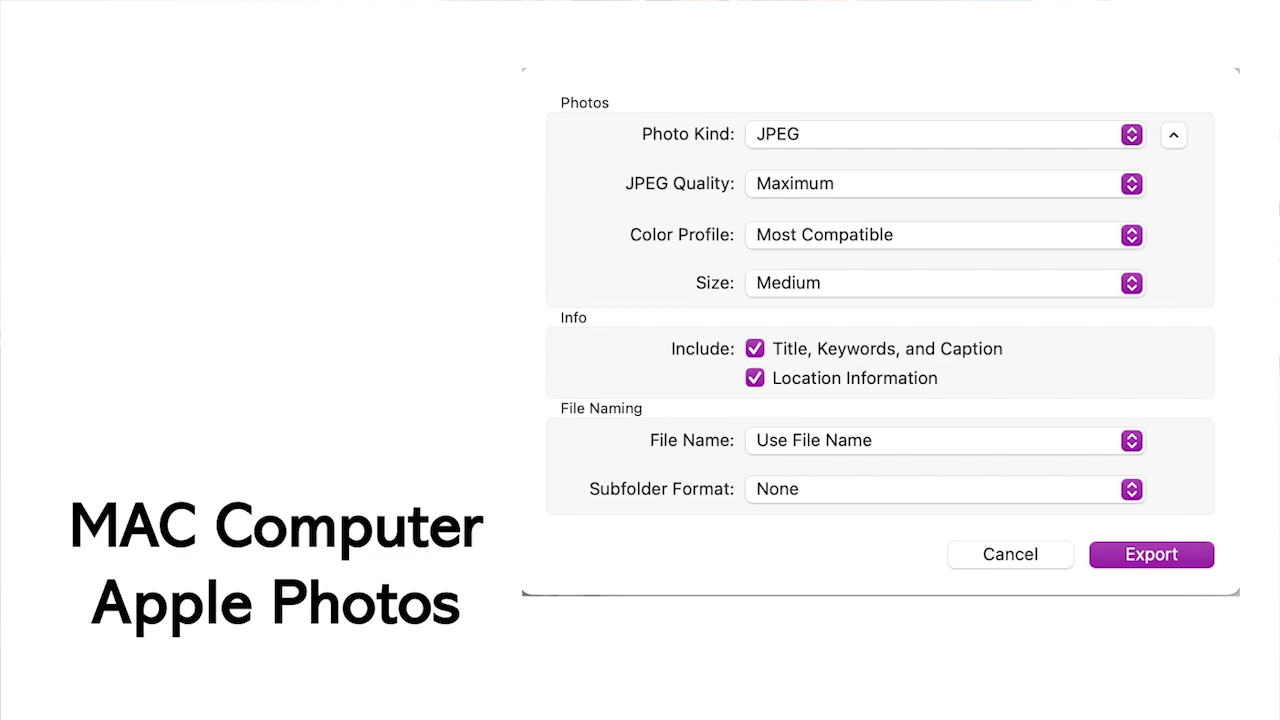 Photos
Photo Kind: JPEG
JPEG Quality: Maximum
Color Profile: Most Compatible
Size: Medium
Info
Include: Title, Keywords, and Caption
Location Information
File Naming
File Name: Use File Name
Subfolder Format: None
Cancel Export
MAC Computer
Apple Photos